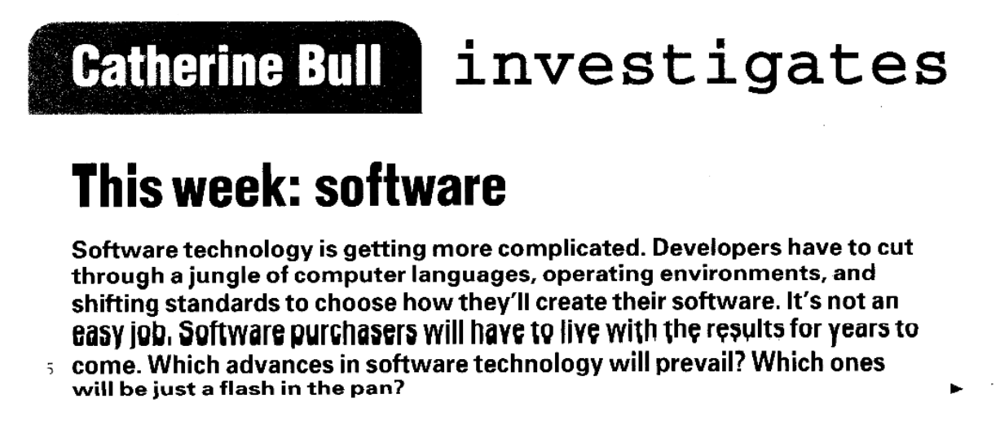 Catherine Bull investigates
This week: software
Software technology is getting more complicated. Developers have to cut
through a jungle of computer languages, operating environments, and
shifting standards to choose how they'll create their software. It's not an
easy job. Software purchasers will have to live with the results for years to
5 come. Which advances in software technology will prevail? Which ones
will be just a flash in the pan?